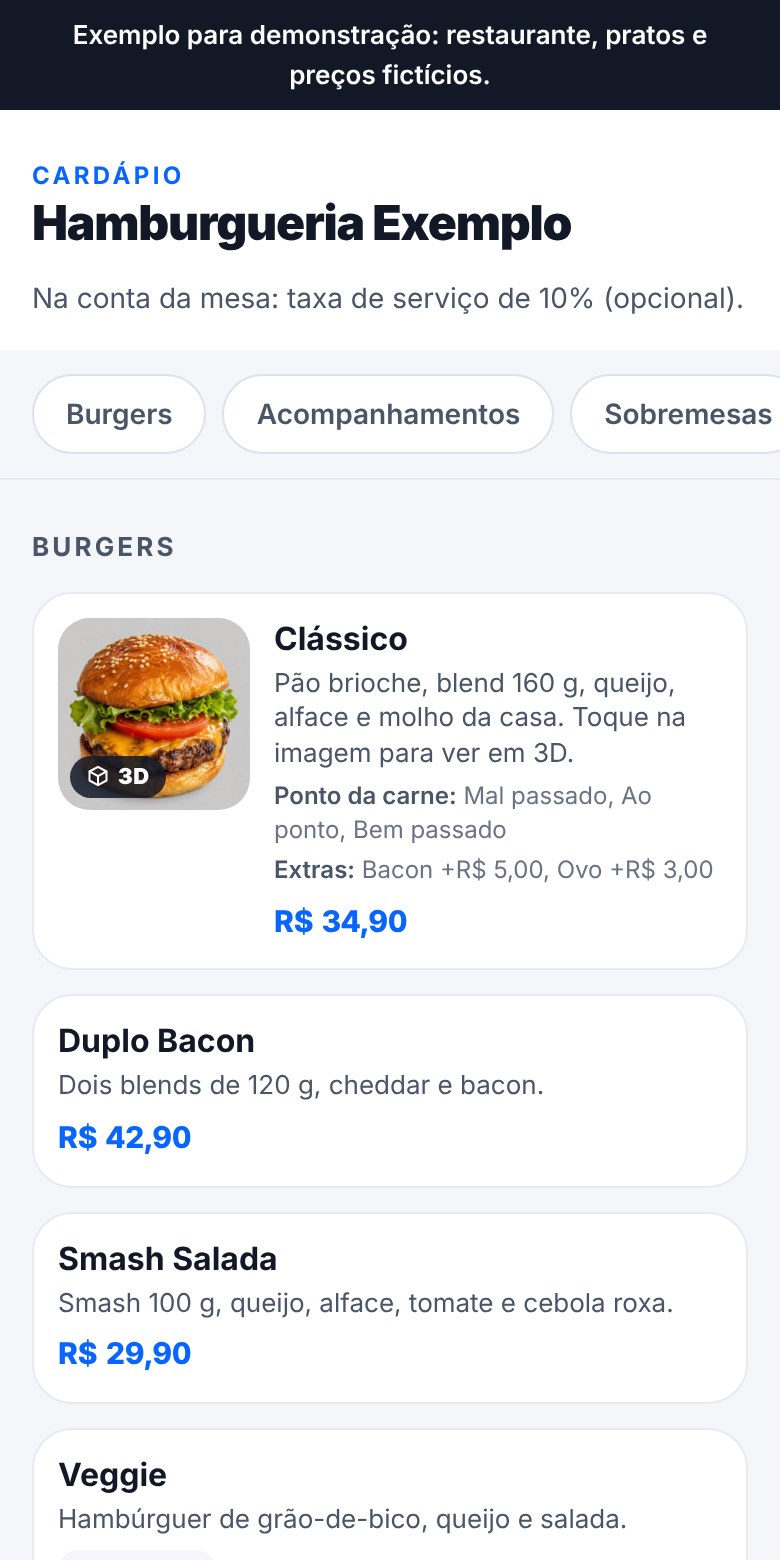 Exemplo para demonstração: restaurante, pratos e
preços fictícios.
CARDÁPIO
Hamburgueria Exemplo
Na conta da mesa: taxa de serviço de 10% (opcional).
Burgers
Acompanhamentos
Sobremesas
BURGERS
3D
Clássico
Pão brioche, blend 160 g, queijo,
alface e molho da casa. Toque na
imagem para ver em 3D.
Ponto da carne: Mal passado, Ao
ponto, Bem passado
Extras: Bacon +R$ 5,00, Ovo +R$ 3,00
R$ 34,90
Duplo Bacon
Dois blends de 120 g, cheddar e bacon.
R$ 42,90
Smash Salada
Smash 100 g, queijo, alface, tomate e cebola roxa.
R$ 29,90
Veggie
Hambúrguer de grão-de-bico, queijo e salada.